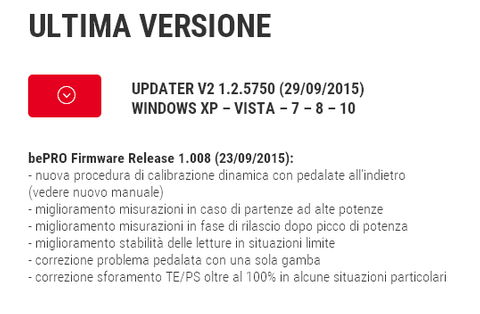 ULTIMA VERSIONE
UPDATER V2 1.2.5750 (29/09/2015)
WINDOWS XP – VISTA – 7 – 8 – 10
bePRO Firmware Release 1.008 (23/09/2015):
- nuova procedura di calibrazione dinamica con pedalate all'indietro
(vedere nuovo manuale)
- miglioramento misurazioni in caso di partenze ad alte potenze
- miglioramento misurazioni in fase di rilascio dopo picco di potenza
- miglioramento stabilità delle letture in situazioni limite
- correzione problema pedalata con una sola gamba
- correzione sforamento TE/PS oltre al 100% in alcune situazioni particolari